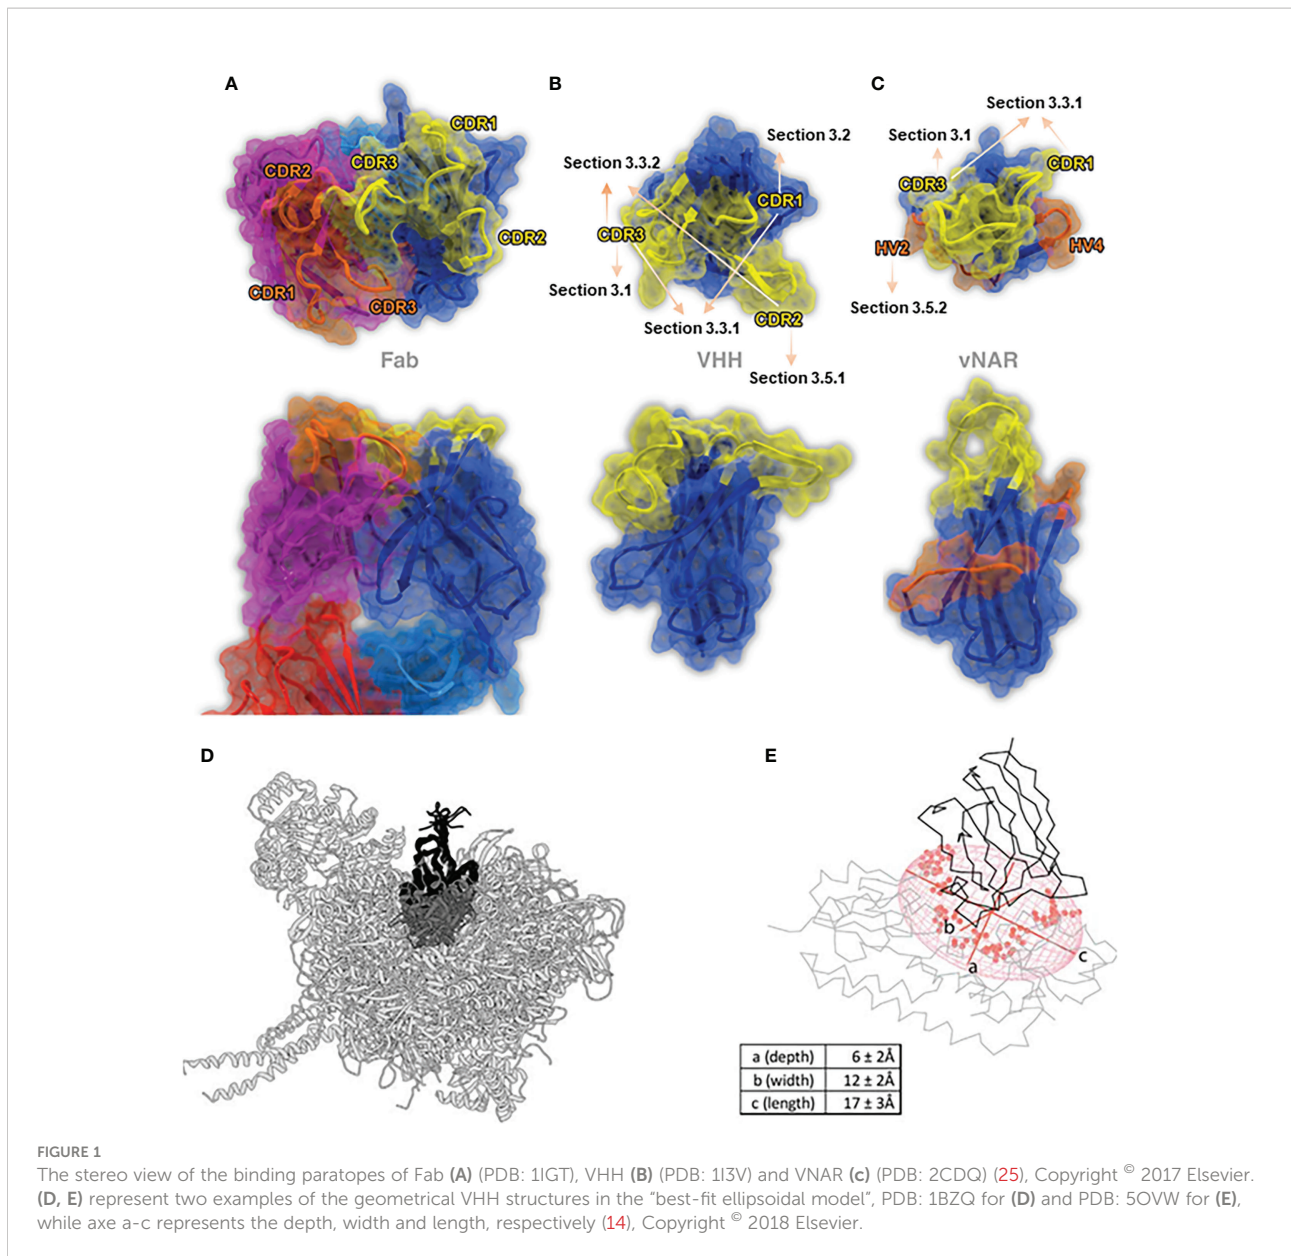 A
B
C
CDR1
CDR2
CDR3
CDR2
CDR1
CDR3
Fab
Section 3.3.2
Section 3.2
CDR1
CDR3
Section 3.1
Section 3.3.1
CDR2
VHH
Section 3.5.1
Section 3.3.1
Section 3.1
CDR1
CDR3
HV2
HV4
Section 3.5.2
vNAR
D
E
b
a
c
a (depth) 6 ± 2Å
b (width) 12 ± 2Å
c (length) 17 ± 3Å
FIGURE 1
The stereo view of the binding paratopes of Fab (A) (PDB: 1IGT), VHH (B) (PDB: 1I3V) and VNAR (c) (PDB: 2CDQ) (25), Copyright © 2017 Elsevier.
(D, E) represent two examples of the geometrical VHH structures in the “best-fit ellipsoidal model”, PDB: 1BZQ for (D) and PDB: 5OVW for (E),
while axe a-c represents the depth, width and length, respectively (14), Copyright © 2018 Elsevier.